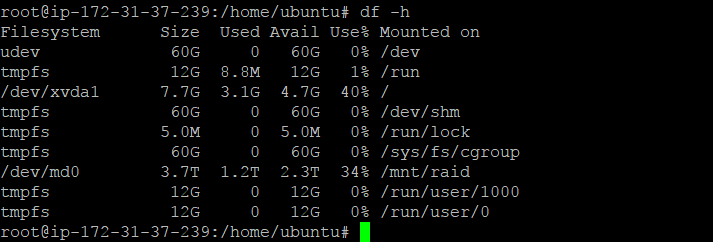 root@ip-172-31-37-239:/home/ubuntu# df -h
Filesystem      Size  Used Avail Use% Mounted on
udev             60G     0   60G   0% /dev
tmpfs            12G  8.8M   12G   1% /run
/dev/xvda1      7.7G  3.1G  4.7G  40% /
tmpfs            60G     0   60G   0% /dev/shm
tmpfs           5.0M     0  5.0M   0% /run/lock
tmpfs            60G     0   60G   0% /sys/fs/cgroup
/dev/md0        3.7T  1.2T  2.3T  34% /mnt/raid
tmpfs            12G     0   12G   0% /run/user/1000
tmpfs            12G     0   12G   0% /run/user/0
root@ip-172-31-37-239:/home/ubuntu#